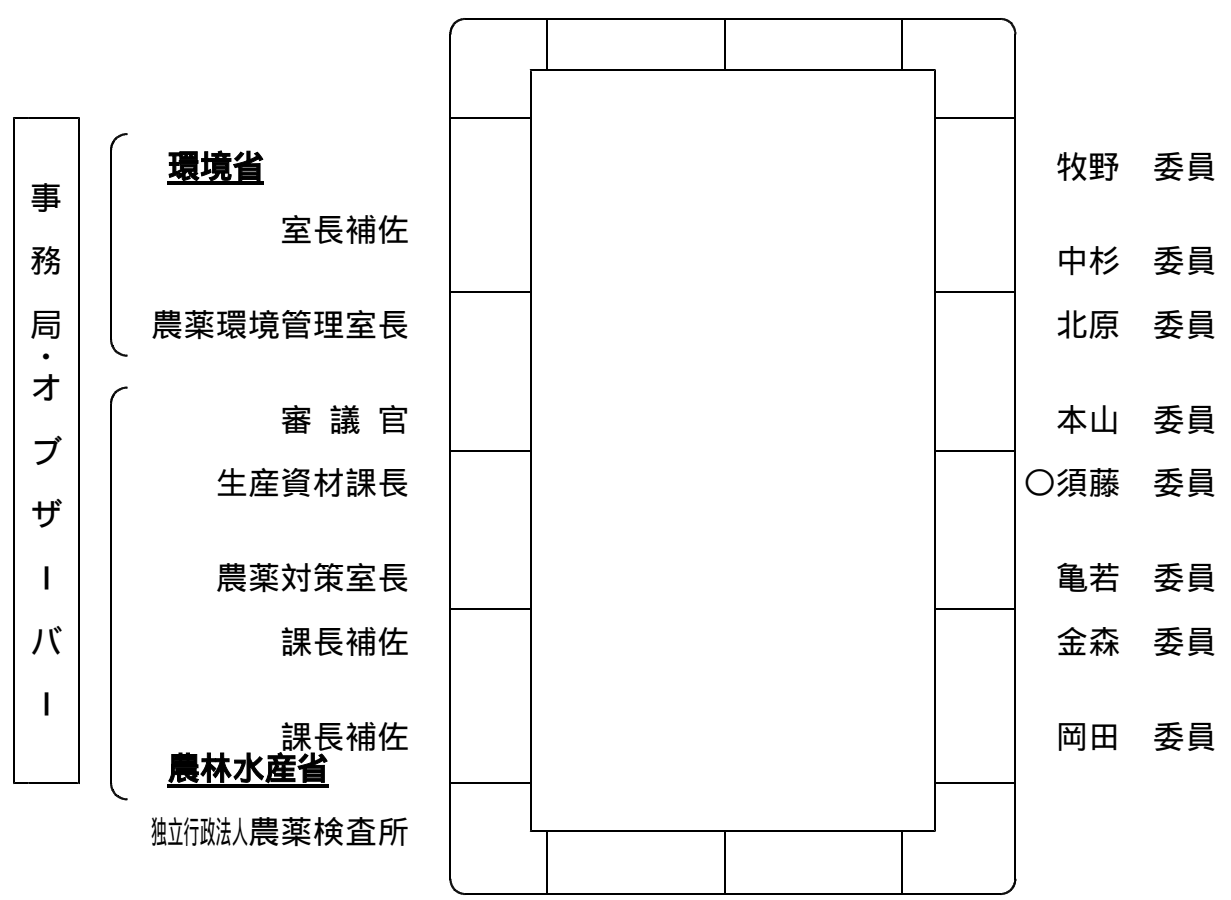 事務局・オブザーバー
環境省
室長補佐
農薬環境管理室長
審議官
生産資材課長
農薬対策室長
課長補佐
課長補佐
農林水産省
独立行政法人農薬検査所
牧野　委員
中杉　委員
北原　委員
本山　委員
○須藤　委員
亀若　委員
金森　委員
岡田　委員